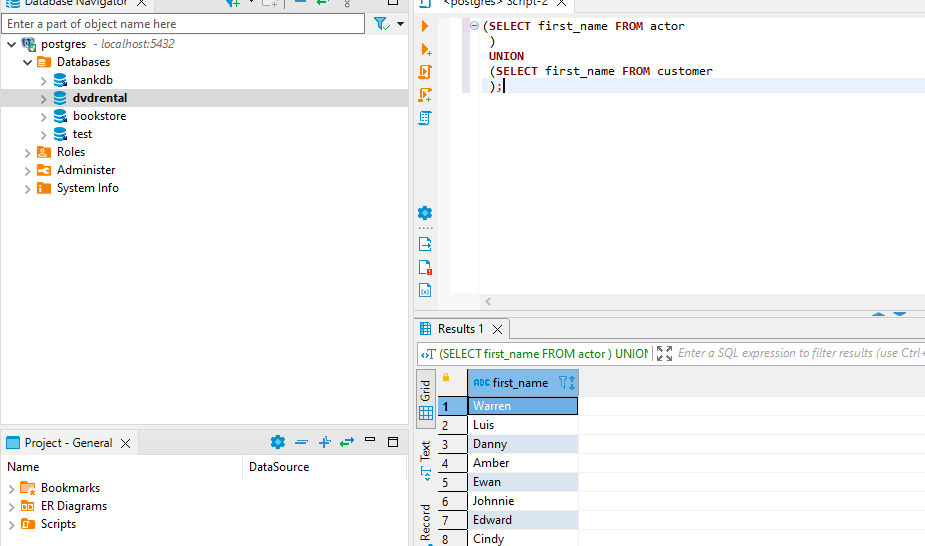 Database Navigator
Enter a part of object name here
postgres - localhost:5432
Databases
bankdb
dvdrental
bookstore
test
Roles
Administer
System Info
Project - General
Name DataSource
Bookmarks
ER Diagrams
Scripts
<postgres> Script-2
(SELECT first_name FROM actor
)
UNION
(SELECT first_name FROM customer
);
Results 1
(SELECT first_name FROM actor ) UNION
Enter a SQL expression to filter results (use Ctrl+
Grid
Text
Record
ABC first_name
1 Warren
2 Luis
3 Danny
4 Amber
5 Ewan
6 Johnnie
7 Edward
8 Cindy